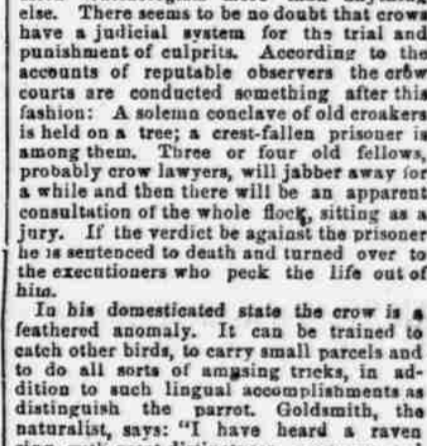 else. There seems to be no doubt that crows
have a judicial system for the trial and
punishment of culprits. According to the
accounts of reputable observers the crow
courts are conducted something after this
fashion: A solemn conclave of old croakers
is held on a tree; a crest-fallen prisoner is
among them. Three or four old fellows,
probably crow lawyers, will jabber away for
a while and then there will be an apparent
consultation of the whole flock, sitting as a
jury. If the verdict be against the prisoner
he is sentenced to death and turned over to
the executioners who peck the life out of
him.
In his domesticated state the crow is a
feathered anomaly. It can be trained to
catch other birds, to carry small parcels and
to do all sorts of amusing tricks, in ad-
dition to such lingual accomplishments as
distinguish the parrot. Goldsmith, the
naturalist, says: "I have heard a raven